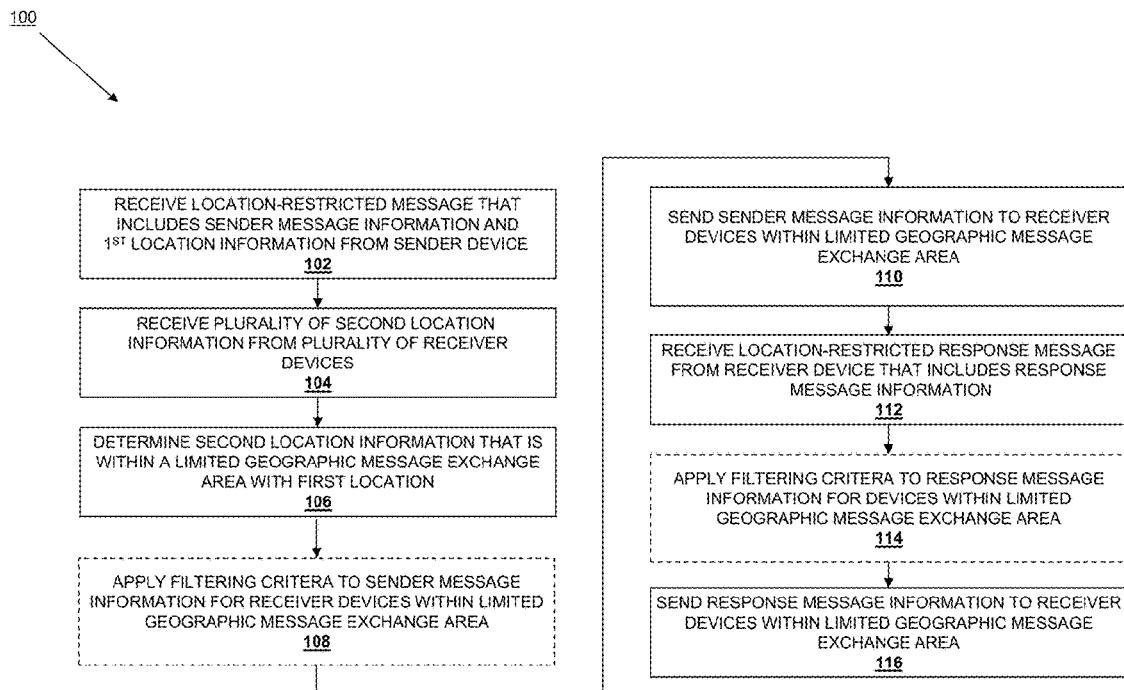 100
RECEIVE LOCATION-RESTRICTED MESSAGE THAT
INCLUDES SENDER MESSAGE INFORMATION AND
1ST LOCATION INFORMATION FROM SENDER DEVICE
102
RECEIVE PLURALITY OF SECOND LOCATION
INFORMATION FROM PLURALITY OF RECEIVER
DEVICES
104
DETERMINE SECOND LOCATION INFORMATION THAT IS
WITHIN A LIMITED GEOGRAPHIC MESSAGE EXCHANGE
AREA WITH FIRST LOCATION
106
APPLY FILTERING CRITERA TO SENDER MESSAGE
INFORMATION FOR RECEIVER DEVICES WITHIN LIMITED
GEOGRAPHIC MESSAGE EXCHANGE AREA
108
SEND SENDER MESSAGE INFORMATION TO RECEIVER
DEVICES WITHIN LIMITED GEOGRAPHIC MESSAGE
EXCHANGE AREA
110
RECEIVE LOCATION-RESTRICTED RESPONSE MESSAGE
FROM RECEIVER DEVICE THAT INCLUDES RESPONSE
MESSAGE INFORMATION
112
APPLY FILTERING CRITERA TO RESPONSE MESSAGE
INFORMATION FOR DEVICES WITHIN LIMITED
GEOGRAPHIC MESSAGE EXCHANGE AREA
114
SEND RESPONSE MESSAGE INFORMATION TO RECEIVER
DEVICES WITHIN LIMITED GEOGRAPHIC MESSAGE
EXCHANGE AREA
116